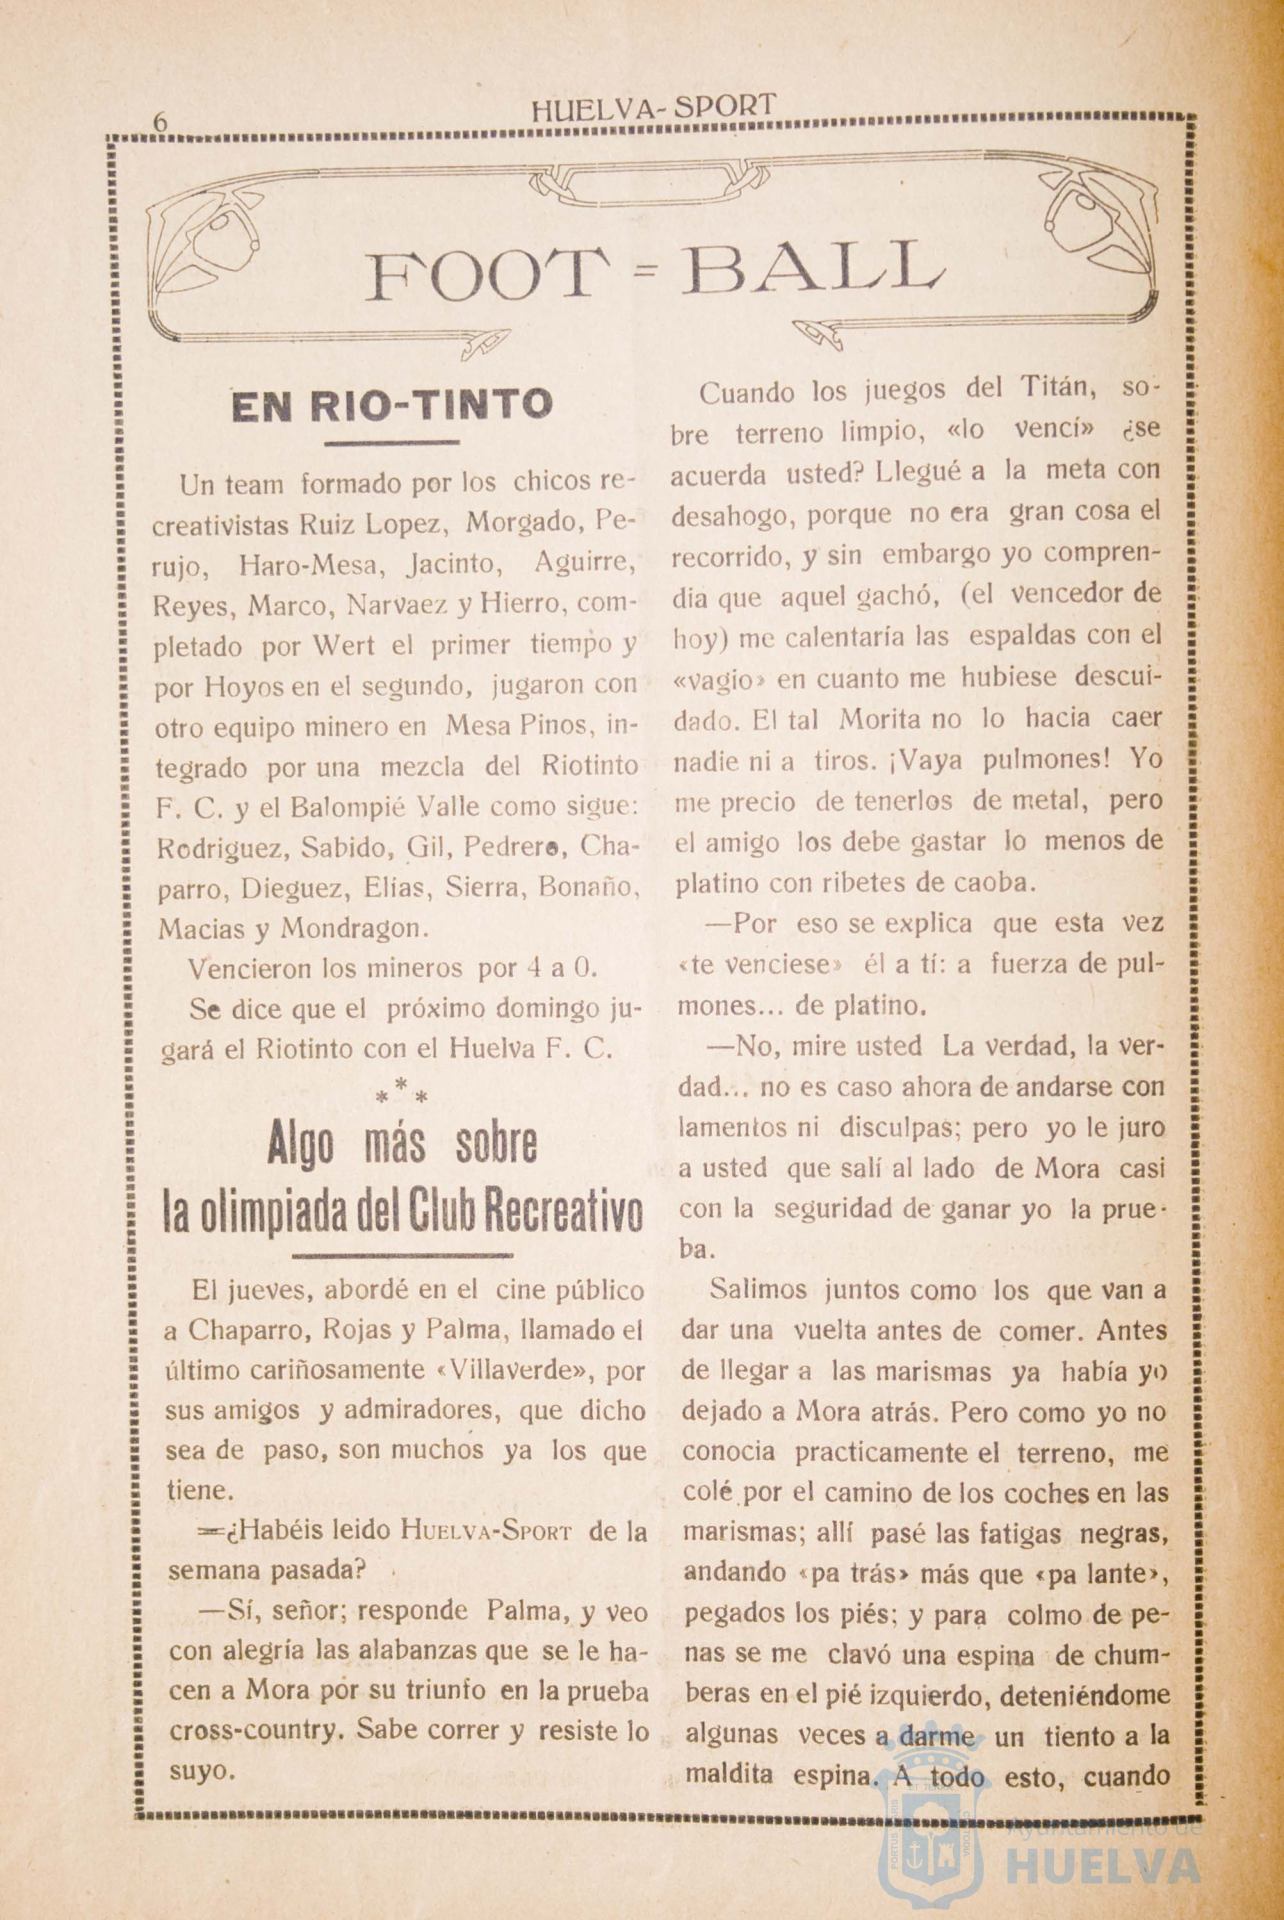 6
HUELVA-SPORT
FOOT=BALL
EN RIO-TINTO
Un team formado por los chicos re-
creativistas Ruiz Lopez, Morgado, Pe-
rujo, Haro-Mesa, Jacinto, Aguirre,
Reyes, Marco, Narvaez y Hierro, com-
pletado por Wert el primer tiempo y
por Hoyos en el segundo, jugaron con
otro equipo minero en Mesa Pinos, in-
tegrado por una mezcla del Riotinto
F. C. y el Balompié Valle como sigue:
Rodriguez, Sabido, Gil, Pedrero, Cha-
parro, Dieguez, Elías, Sierra, Bonaño,
Macias y Mondragon.
Vencieron los mineros por 4 a 0.
Se dice que el próximo domingo ju-
gará el Riotinto con el Huelva F. C.
***
Algo más sobre
la olimpiada del Club Recreativo
El jueves, abordé en el cine público
a Chaparro, Rojas y Palma, llamado el
último cariñosamente «Villaverde», por
sus amigos y admiradores, que dicho
sea de paso, son muchos ya los que
tiene.
=¿Habéis leido HUELVA-SPORT de la
semana pasada?
—Sí, señor; responde Palma, y veo
con alegría las alabanzas que se le ha-
cen a Mora por su triunfo en la prueba
cross-country. Sabe correr y resiste lo
suyo.
Cuando los juegos del Titán, so-
bre terreno limpio, «lo vencí» ¿se
acuerda usted? Llegué a la meta con
desahogo, porque no era gran cosa el
recorrido, y sin embargo yo compren-
dia que aquel gachó, (el vencedor de
hoy) me calentaría las espaldas con el
«vagio» en cuanto me hubiese descui-
dado. El tal Morita no lo hacia caer
nadie ni a tiros. ¡Vaya pulmones! Yo
me precio de tenerlos de metal, pero
el amigo los debe gastar lo menos de
platino con ribetes de caoba.
—Por eso se explica que esta vez
«te venciese» él a tí: a fuerza de pul-
mones... de platino.
—No, mire usted La verdad, la ver-
dad... no es caso ahora de andarse con
lamentos ni disculpas; pero yo le juro
a usted que salí al lado de Mora casi
con la seguridad de ganar yo la prue-
ba.
Salimos juntos como los que van a
dar una vuelta antes de comer. Antes
de llegar a las marismas ya había yo
dejado a Mora atrás. Pero como yo no
conocia practicamente el terreno, me
colé por el camino de los coches en las
marismas; allí pasé las fatigas negras,
andando «pa trás» más que «pa lante»,
pegados los piés; y para colmo de pe-
nas se me clavó una espina de chum-
beras en el pié izquierdo, deteniéndome
algunas veces a darme un tiento a la
maldita espina. A todo esto, cuando
Ayuntamiento de
HUELVA